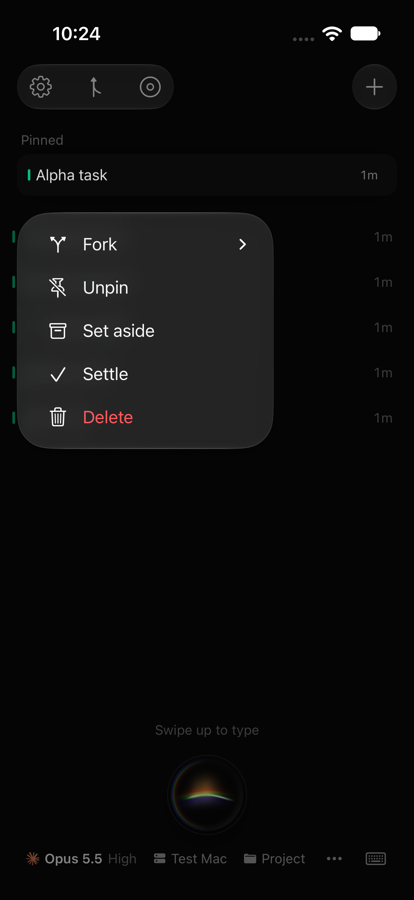 10:24
Pinned
Alpha task 1m
1m
Fork
1m
Unpin
1m
Set aside
1m
Settle
1m
Delete
Swipe up to type
Opus 5.5 High Test Mac Project